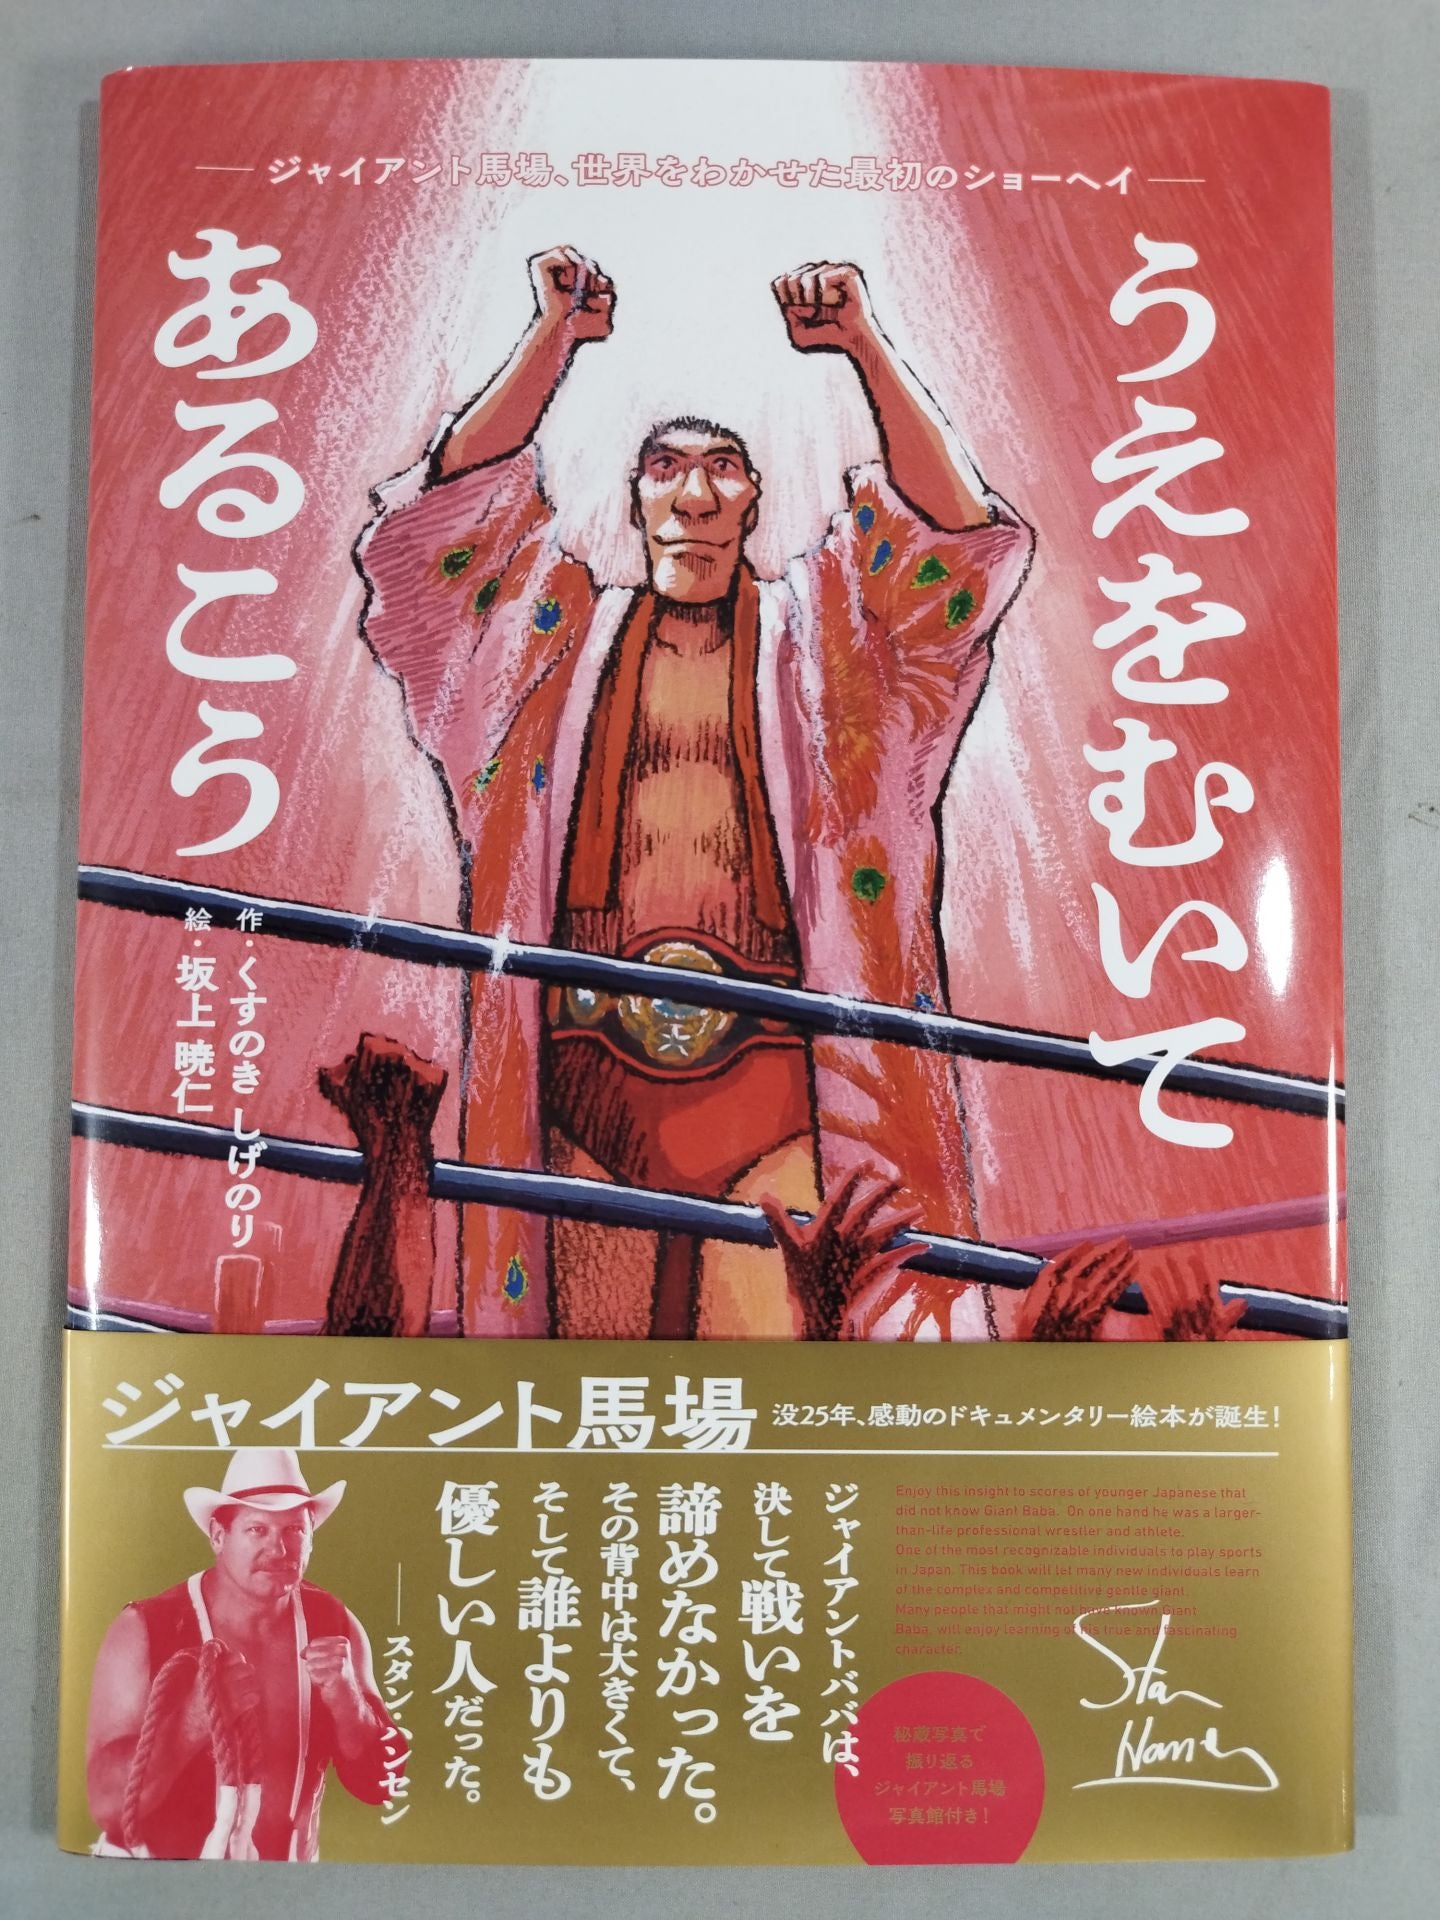 ジャイアント馬場、世界をわかせた最初のショーヘイ
うえをむいて
あるこう
作・くすのき しげのり
絵・坂上 暁仁
ジャイアント馬場
没25年、感動のドキュメンタリー絵本が誕生！
ジャイアントババは、
決して戦いを
諦めなかった。
その背中は大きくて、
そして誰よりも
優しい人だった。
── スタン・ハンセン
Enjoy this insight to scores of younger Japanese that
did not know Giant Baba. On one hand he was a larger-
than-life professional wrestler and athlete.
One of the most recognizable individuals to play sports
in Japan. This book will let many new individuals learn
of the complex and competitive gentle giant.
Many people that might not have known Giant
Baba, will enjoy learning of his true and fascinating
character.
Stan
Hansen
秘蔵写真で
振り返る
ジャイアント馬場
写真館付き！